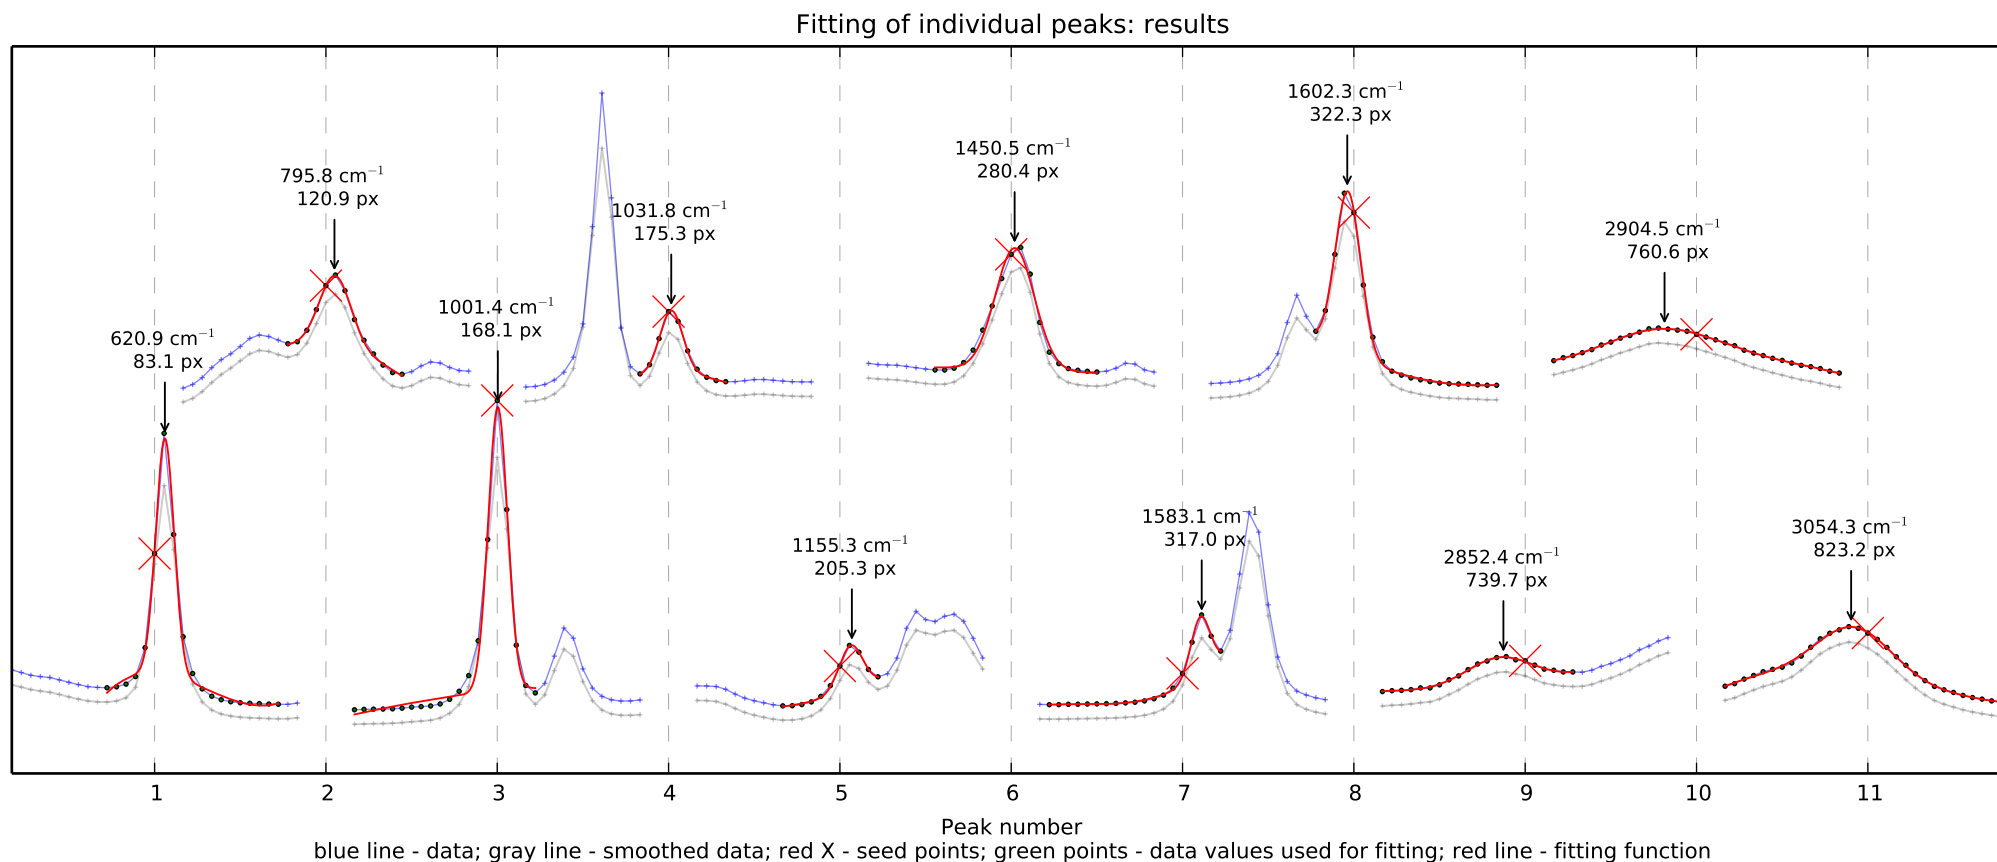 Fitting of individual peaks: results
1602.3 cm⁻¹
322.3 px
1450.5 cm⁻¹
280.4 px
795.8 cm⁻¹
120.9 px
1031.8 cm⁻¹
175.3 px
2904.5 cm⁻¹
760.6 px
1001.4 cm⁻¹
168.1 px
620.9 cm⁻¹
83.1 px
1583.1 cm⁻¹
317.0 px
3054.3 cm⁻¹
823.2 px
1155.3 cm⁻¹
205.3 px
2852.4 cm⁻¹
739.7 px
1 2 3 4 5 6 7 8 9 10 11
Peak number
blue line - data; gray line - smoothed data; red X - seed points; green points - data values used for fitting; red line - fitting function